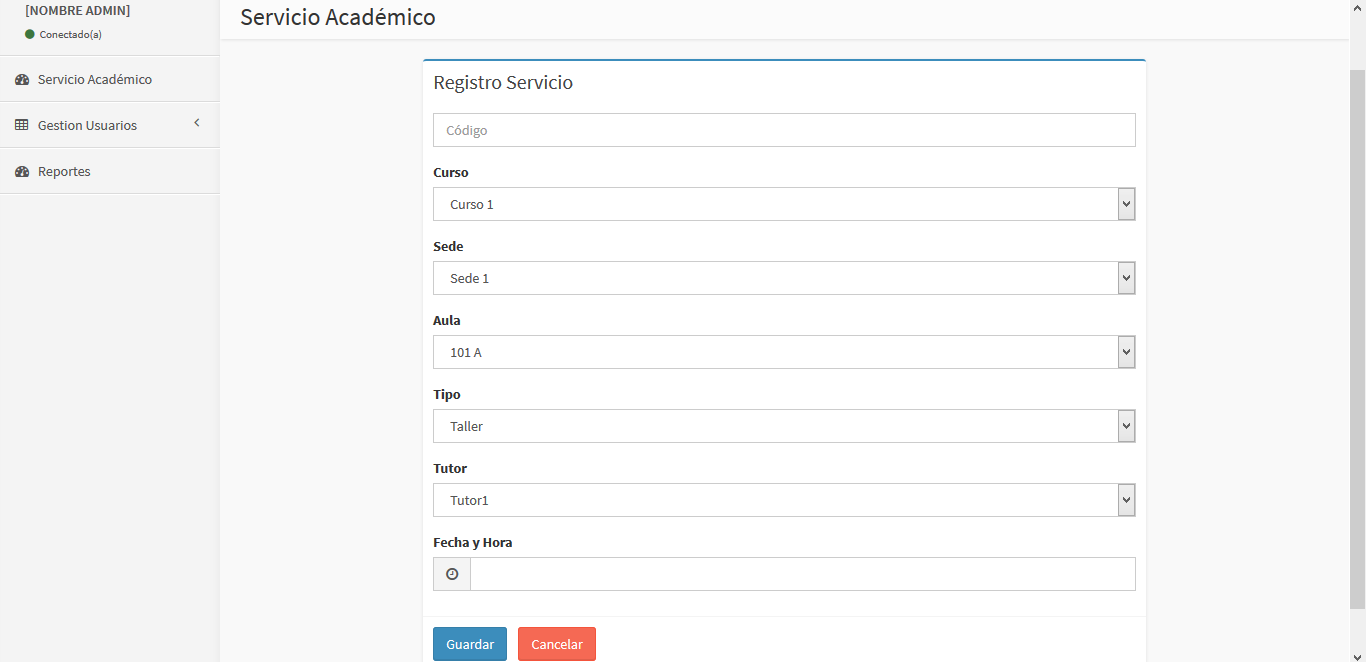 [NOMBRE ADMIN]
Conectado(a)
Servicio Académico
Gestion Usuarios
Reportes
Servicio Académico
Registro Servicio
Código
Curso
Curso 1
Sede
Sede 1
Aula
101 A
Tipo
Taller
Tutor
Tutor1
Fecha y Hora
Guardar Cancelar